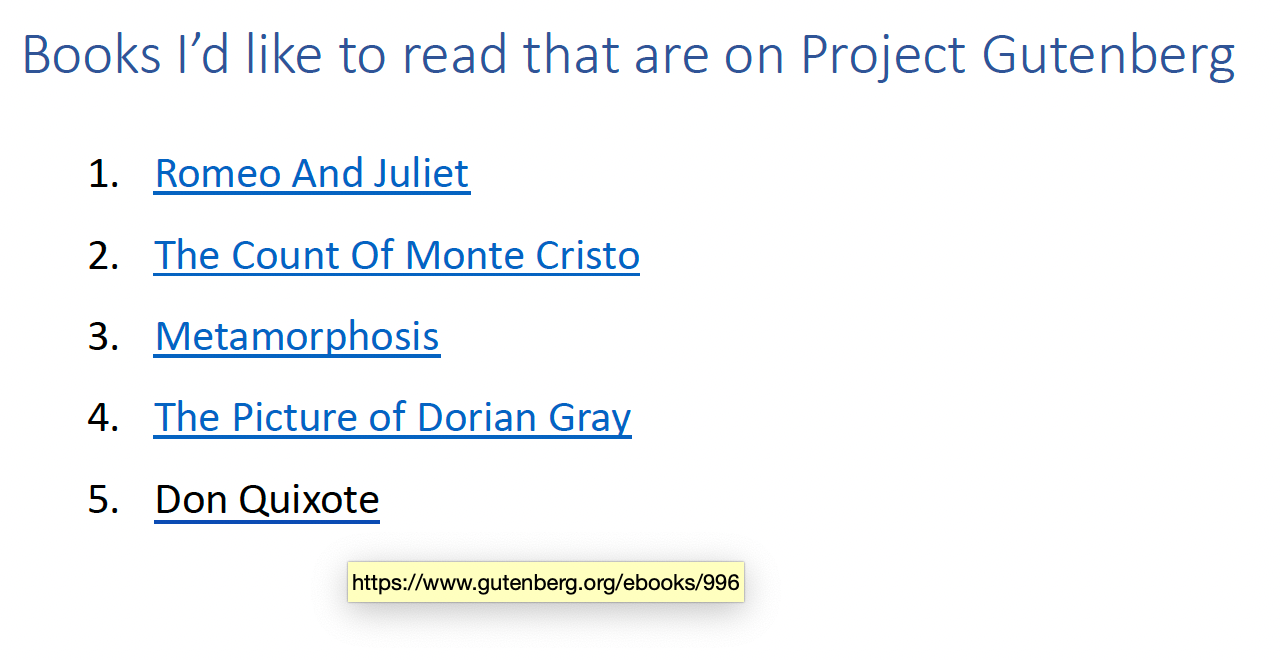 Books I’d like to read that are on Project Gutenberg
1. Romeo And Juliet
2. The Count Of Monte Cristo
3. Metamorphosis
4. The Picture of Dorian Gray
5. Don Quixote
https://www.gutenberg.org/ebooks/996